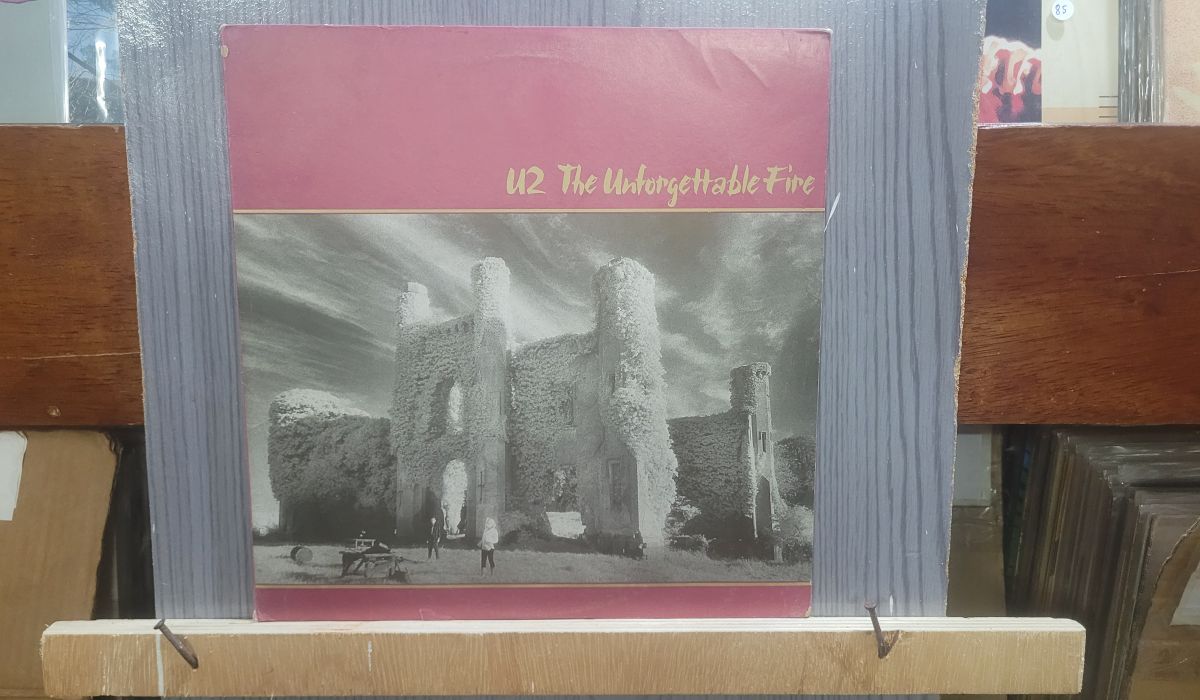 85
U2 The Unforgettable Fire